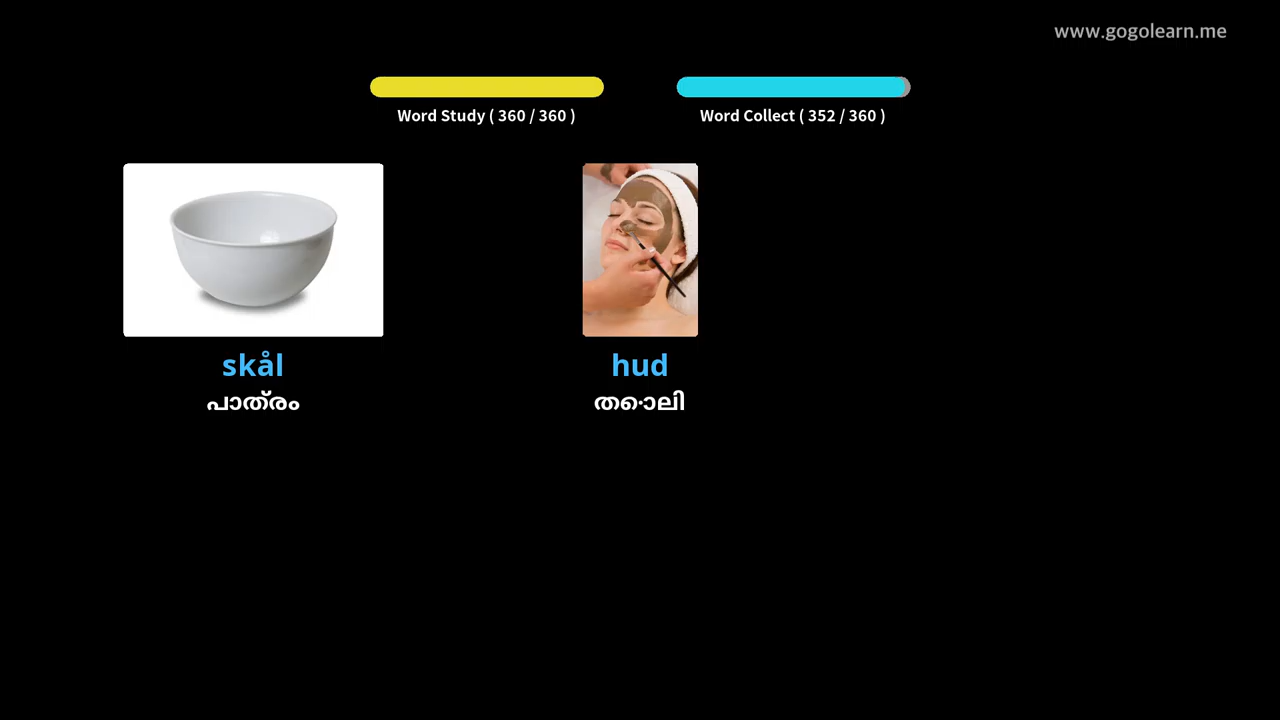 www.gogolearn.me
Word Study ( 360 / 360 )
Word Collect ( 352 / 360 )
skål
hud
പാത്രം
തൊലി